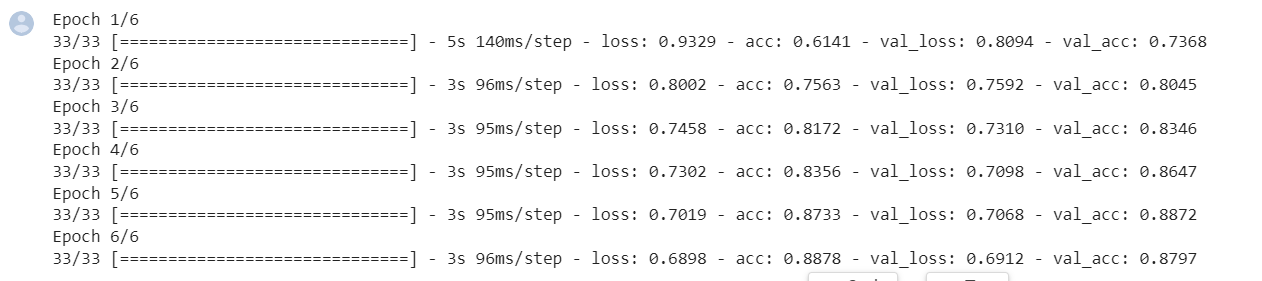 Epoch 1/6
33/33 [==============================] - 5s 140ms/step - loss: 0.9329 - acc: 0.6141 - val_loss: 0.8094 - val_acc: 0.7368
Epoch 2/6
33/33 [==============================] - 3s 96ms/step - loss: 0.8002 - acc: 0.7563 - val_loss: 0.7592 - val_acc: 0.8045
Epoch 3/6
33/33 [==============================] - 3s 95ms/step - loss: 0.7458 - acc: 0.8172 - val_loss: 0.7310 - val_acc: 0.8346
Epoch 4/6
33/33 [==============================] - 3s 95ms/step - loss: 0.7302 - acc: 0.8356 - val_loss: 0.7098 - val_acc: 0.8647
Epoch 5/6
33/33 [==============================] - 3s 95ms/step - loss: 0.7019 - acc: 0.8733 - val_loss: 0.7068 - val_acc: 0.8872
Epoch 6/6
33/33 [==============================] - 3s 96ms/step - loss: 0.6898 - acc: 0.8878 - val_loss: 0.6912 - val_acc: 0.8797